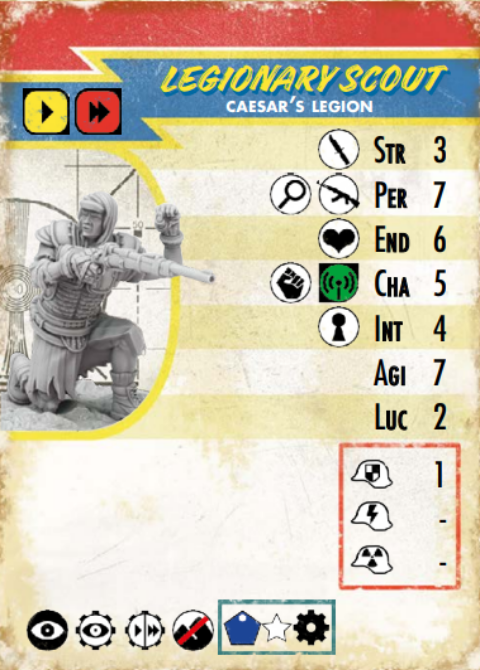 LEGIONARY SCOUT
CAESAR'S LEGION
STR 3
PER 7
END 6
CHA 5
INT 4
AGI 7
LUC 2
1
-
-